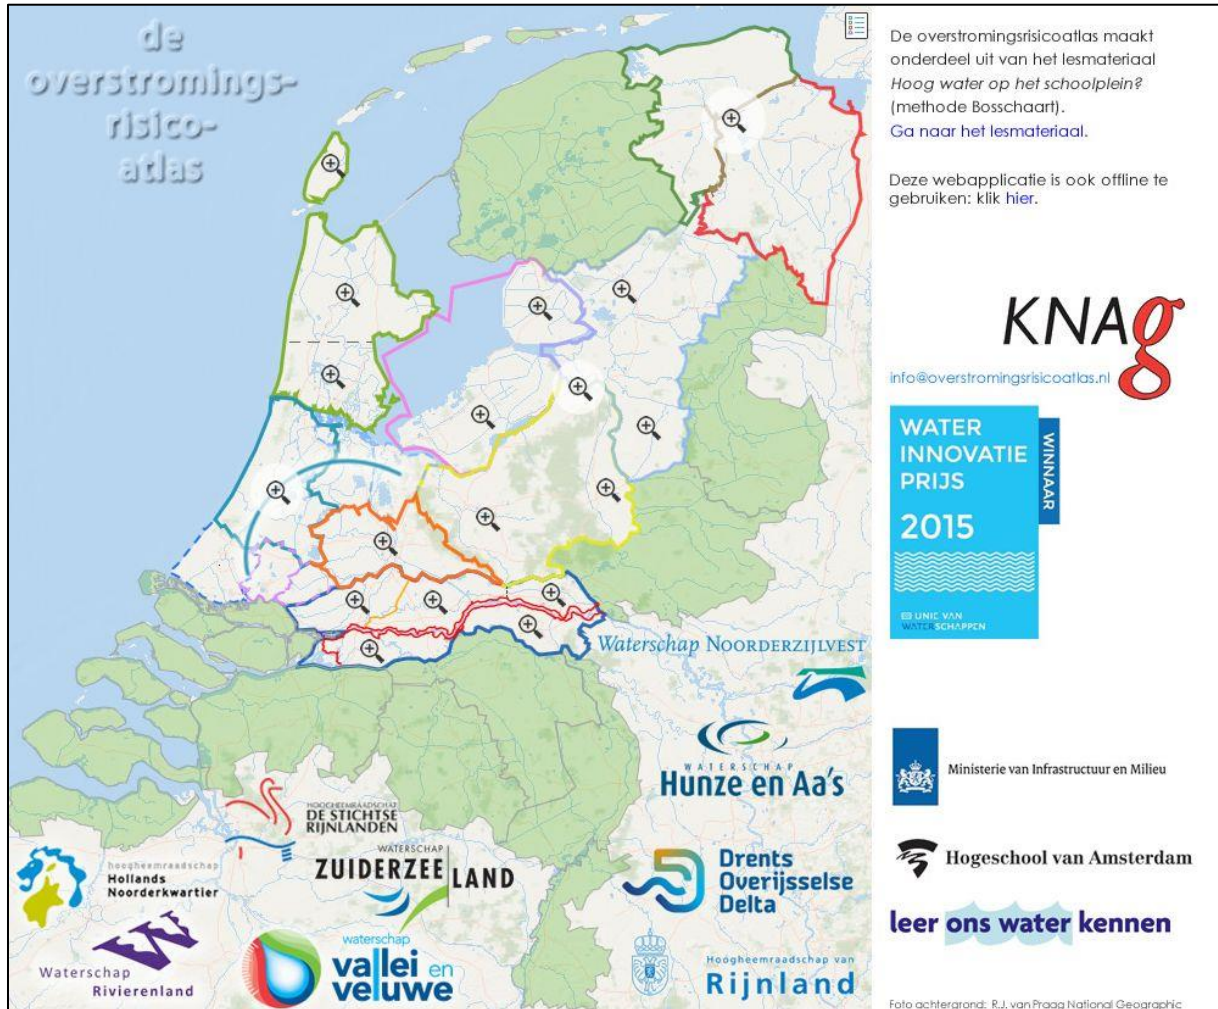 de
overstromings-
risico-
atlas
De overstromingsrisicoatlas maakt
onderdeel uit van het lesmateriaal
Hoog water op het schoolplein?
(methode Bosschaart).
Ga naar het lesmateriaal.
Deze webapplicatie is ook offline te
gebruiken: klik hier.
KNAg
info@overstromingsrisicoatlas.nl
WATER
INNOVATIE
PRIJS
2015
WINNAAR
UNIE VAN
WATERSCHAPPEN
Waterschap NOORDERZIJLVEST
WATERSCHAP
Hunze en Aa's
HOOGHEEMRAADSCHAP
DE STICHTSE
RIJNLANDEN
WATERSCHAP
ZUIDERZEELAND
hoogheemraadschap
Hollands
Noorderkwartier
Drents
Overijsselse
Delta
Waterschap
Rivierenland
waterschap
vallei en
veluwe
Hoogheemraadschap van
Rijnland
Ministerie van Infrastructuur en Milieu
Hogeschool van Amsterdam
leer ons water kennen
Foto achtergrond: R.J. van Praag National Geographic